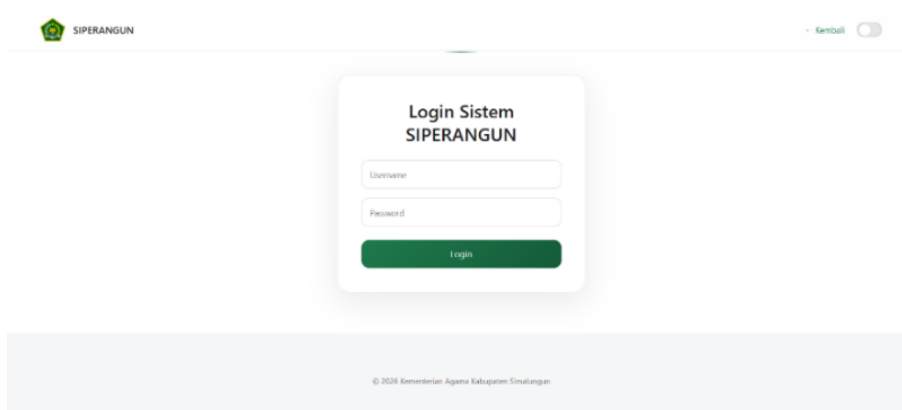 SIPERANGUN
Kembali
Login Sistem
SIPERANGUN
Username
Password
Login
© 2026 Kementerian Agama Kabupaten Simalungun